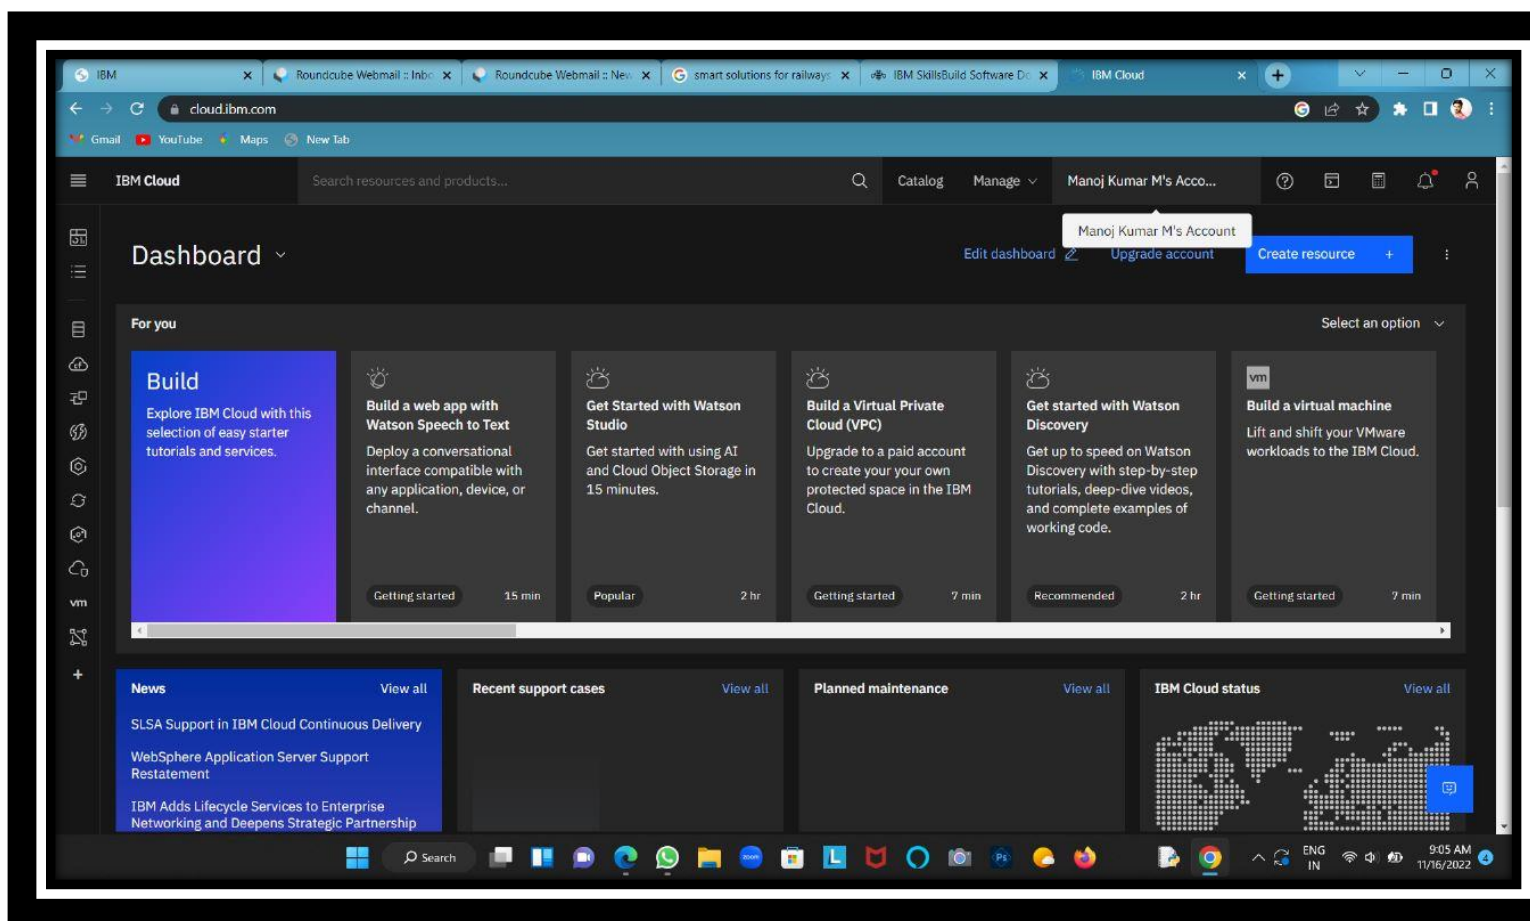 IBM
Roundcube Webmail :: Inbo
Roundcube Webmail :: New
smart solutions for railways
IBM SkillsBuild Software De
IBM Cloud
cloud.ibm.com
Gmail YouTube Maps New Tab
IBM Cloud
Search resources and products...
Catalog
Manage
Manoj Kumar M's Acco...
Manoj Kumar M's Account
Dashboard
Edit dashboard
Upgrade account
Create resource +
For you
Select an option
Build
Explore IBM Cloud with this
selection of easy starter
tutorials and services.
Build a web app with
Watson Speech to Text
Deploy a conversational
interface compatible with
any application, device, or
channel.
Getting started 15 min
Get Started with Watson
Studio
Get started with using AI
and Cloud Object Storage in
15 minutes.
Popular 2 hr
Build a Virtual Private
Cloud (VPC)
Upgrade to a paid account
to create your your own
protected space in the IBM
Cloud.
Getting started 7 min
Get started with Watson
Discovery
Get up to speed on Watson
Discovery with step-by-step
tutorials, deep-dive videos,
and complete examples of
working code.
Recommended 2 hr
vm
Build a virtual machine
Lift and shift your VMware
workloads to the IBM Cloud.
Getting started 7 min
vm
News View all
SLSA Support in IBM Cloud Continuous Delivery
WebSphere Application Server Support
Restatement
IBM Adds Lifecycle Services to Enterprise
Networking and Deepens Strategic Partnership
Recent support cases View all
Planned maintenance View all
IBM Cloud status View all
Search
zoom
L
Ps
ENG
IN
9:05 AM
11/16/2022
4